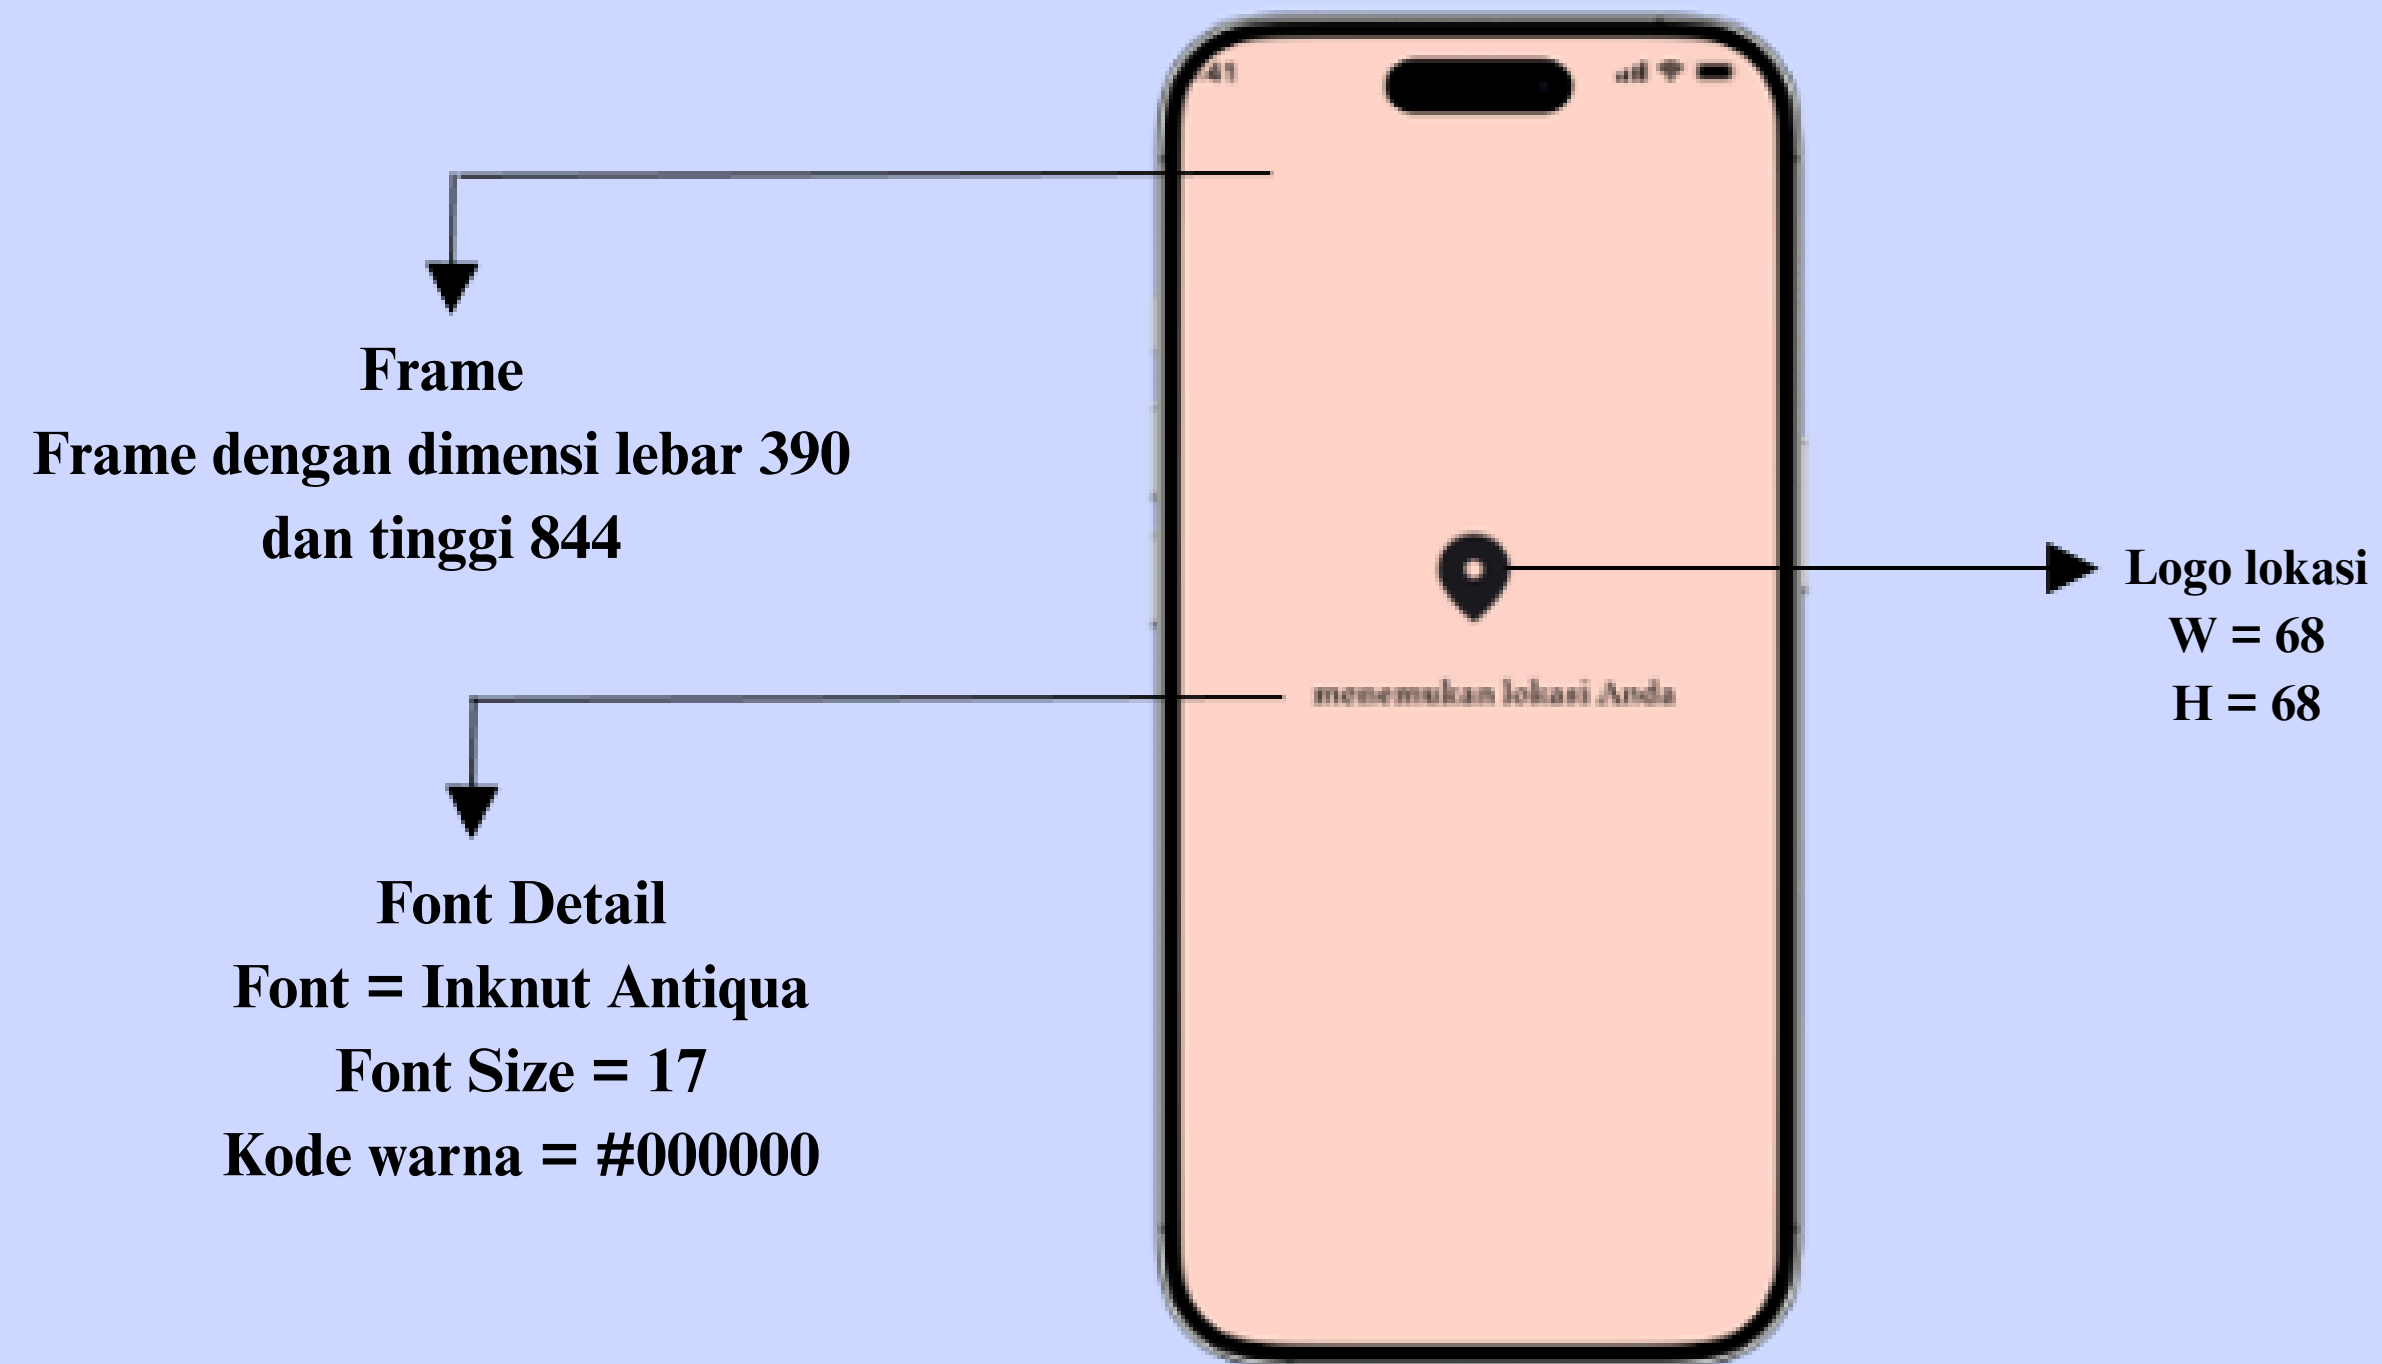 41
Frame
Frame dengan dimensi lebar 390
dan tinggi 844
Logo lokasi
W = 68
H = 68
menemukan lokasi Anda
Font Detail
Font = Inknut Antiqua
Font Size = 17
Kode warna = #000000